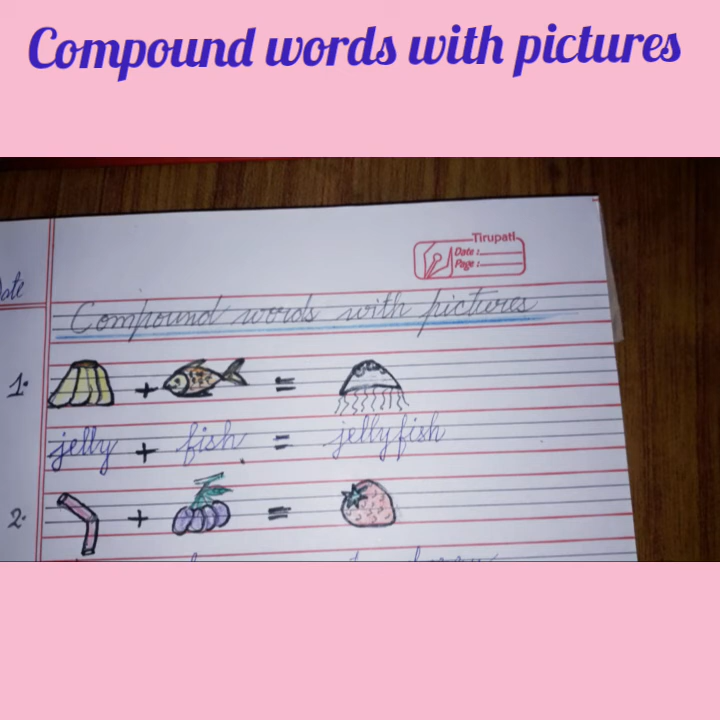 Compound words with pictures
Tirupati
Date :
Page :
Date
Compound words with pictures
1.
+ =
jelly + fish = jellyfish
2.
+ =